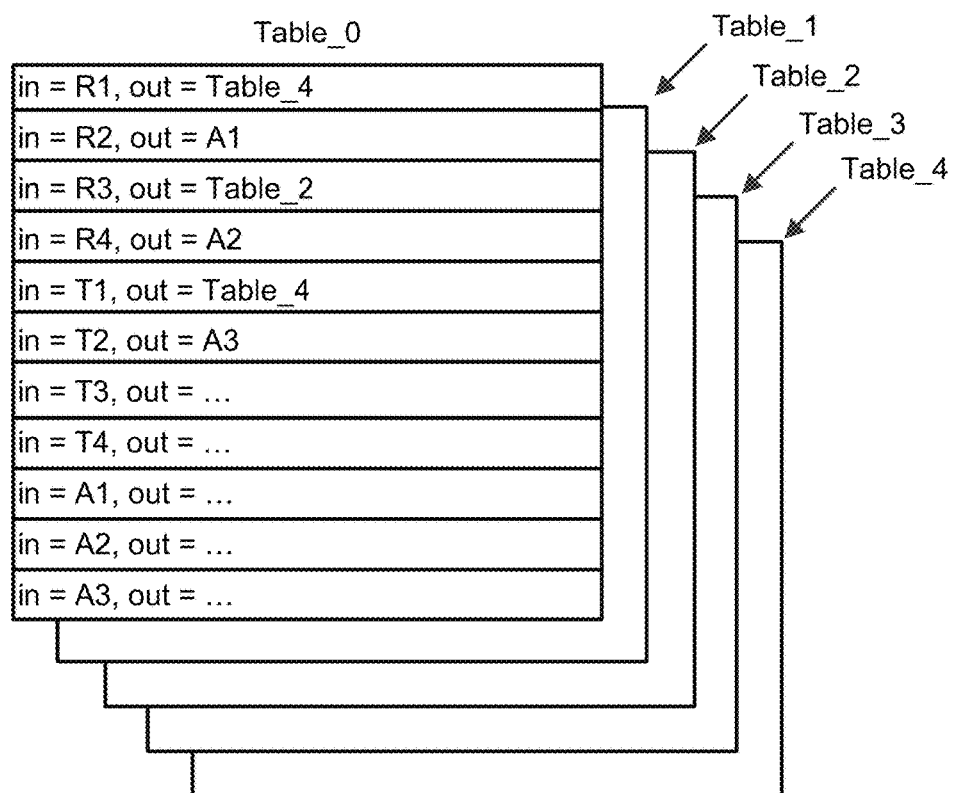 Table_0
Table_1
Table_2
Table_3
Table_4
in = R1, out = Table_4
in = R2, out = A1
in = R3, out = Table_2
in = R4, out = A2
in = T1, out = Table_4
in = T2, out = A3
in = T3, out = ...
in = T4, out = ...
in = A1, out = ...
in = A2, out = ...
in = A3, out = ...